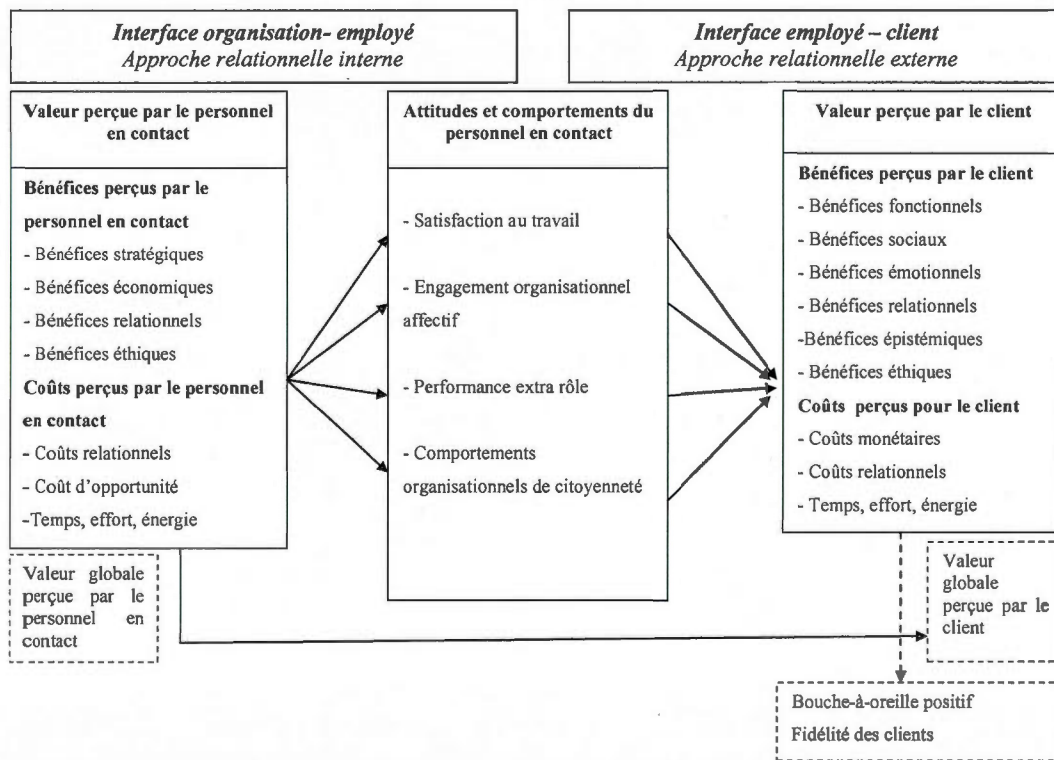 Interface organisation- employé
Approche relationnelle interne
Interface employé – client
Approche relationnelle externe
Valeur perçue par le personnel
en contact
Bénéfices perçus par le
personnel en contact
- Bénéfices stratégiques
- Bénéfices économiques
- Bénéfices relationnels
- Bénéfices éthiques
Coûts perçus par le personnel
en contact
- Coûts relationnels
- Coût d'opportunité
-Temps, effort, énergie
Attitudes et comportements du
personnel en contact
- Satisfaction au travail
- Engagement organisationnel
affectif
- Performance extra rôle
- Comportements
organisationnels de citoyenneté
Valeur perçue par le client
Bénéfices perçus par le client
- Bénéfices fonctionnels
- Bénéfices sociaux
- Bénéfices émotionnels
- Bénéfices relationnels
-Bénéfices épistémiques
- Bénéfices éthiques
Coûts perçus pour le client
- Coûts monétaires
- Coûts relationnels
- Temps, effort, énergie
Valeur globale
perçue par le
personnel en
contact
Valeur
globale
perçue par le
client
Bouche-à-oreille positif
Fidélité des clients